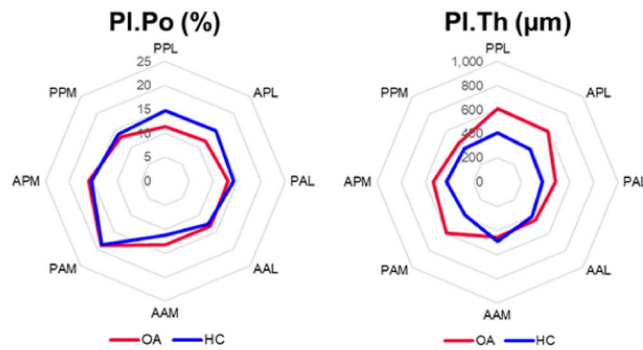 Pl.Po (%)
PPL
25
20
15
10
5
0
APL
PAL
AAL
AAM
PAM
APM
PPM
OA
HC
Pl.Th (μm)
PPL
1,000
800
600
400
200
0
APL
PAL
AAL
AAM
PAM
APM
PPM
OA
HC